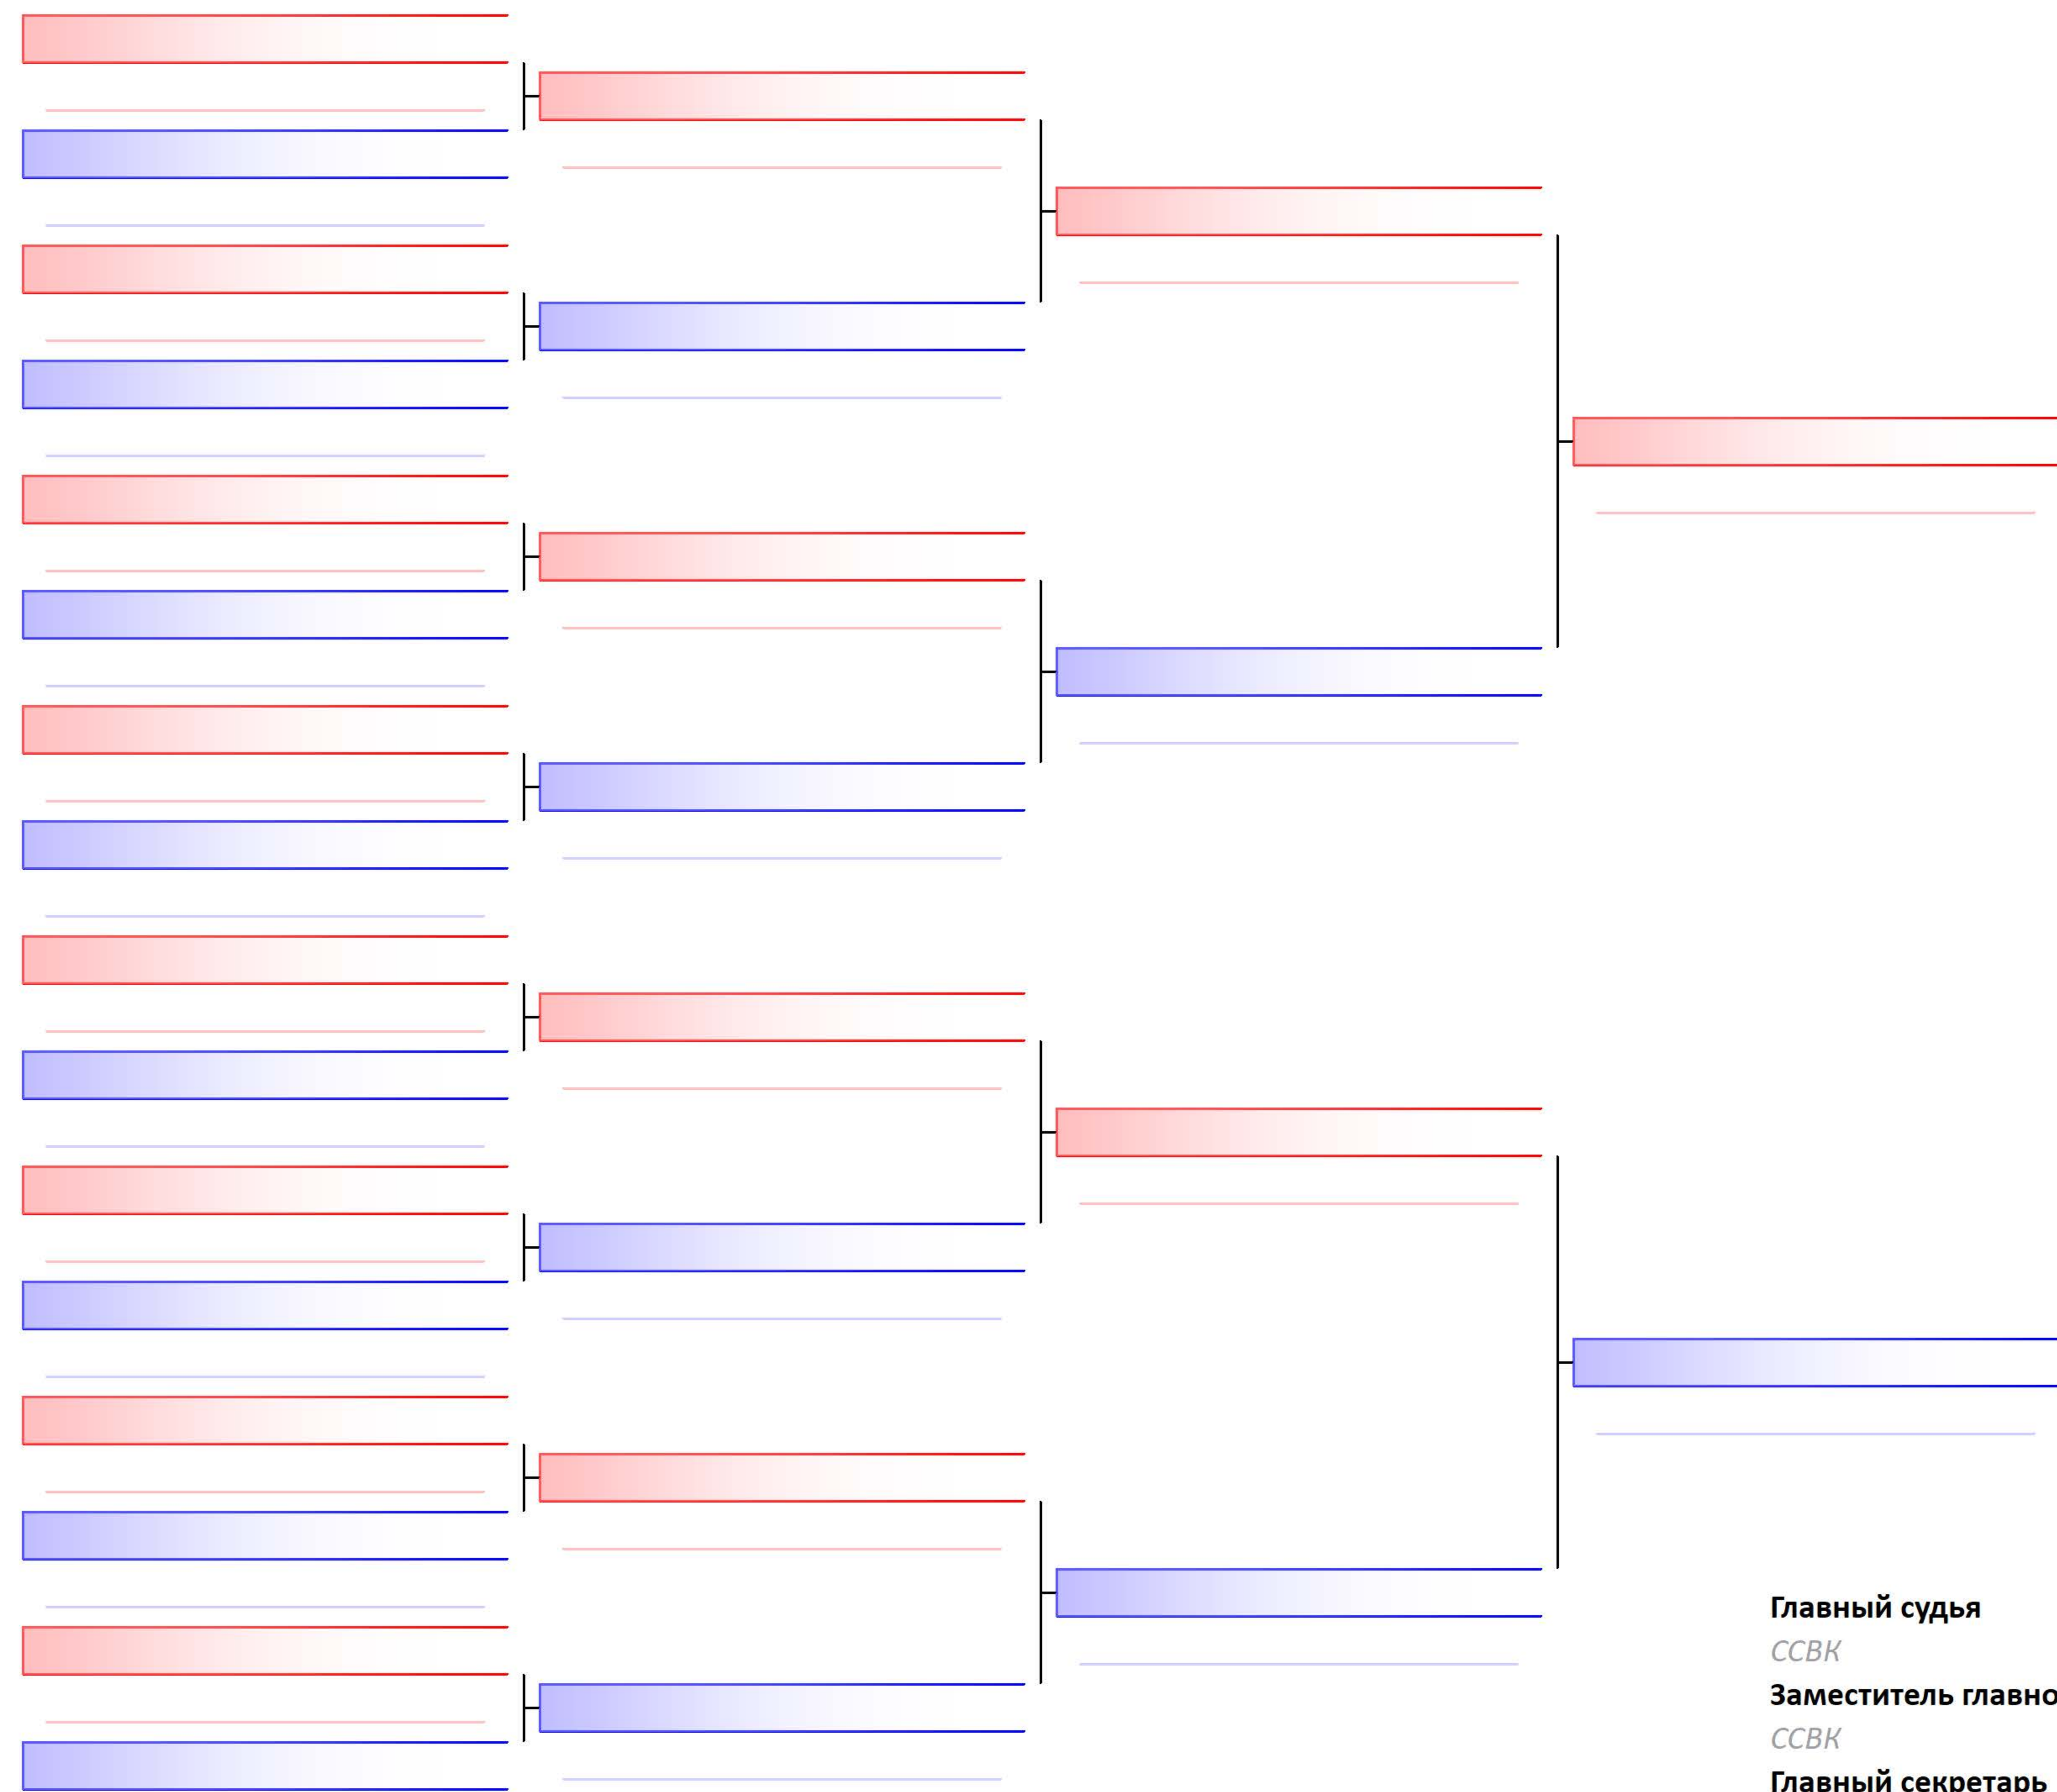 Главный судья
ССВК
Заместитель главно
ССВК
Главный секретарь